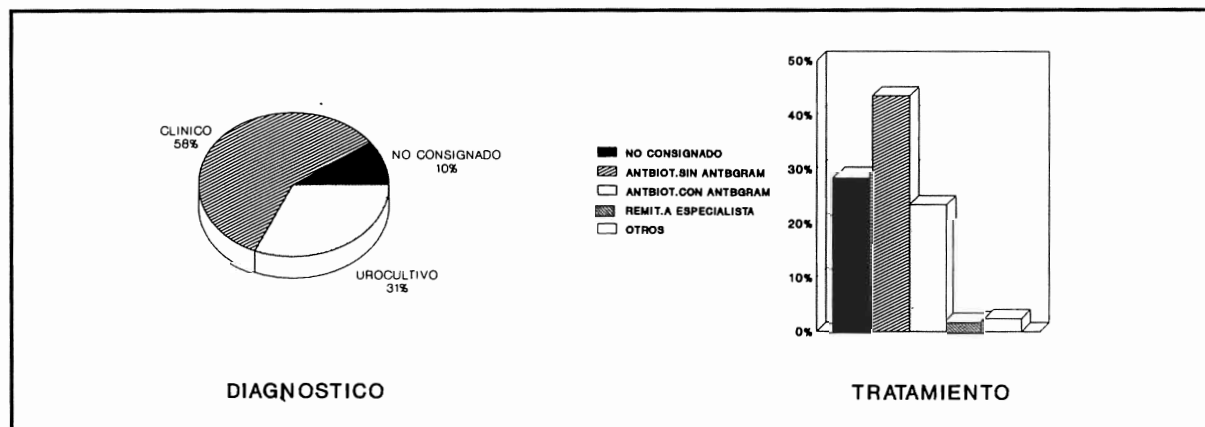 CLINICO
58%
NO CONSIGNADO
10%
UROCULTIVO
31%
DIAGNOSTICO
NO CONSIGNADO
ANTBIOT.SIN ANTBGRAM
ANTBIOT.CON ANTBGRAM
REMIT.A ESPECIALISTA
OTROS
50%
40%
30%
20%
10%
0%
TRATAMIENTO